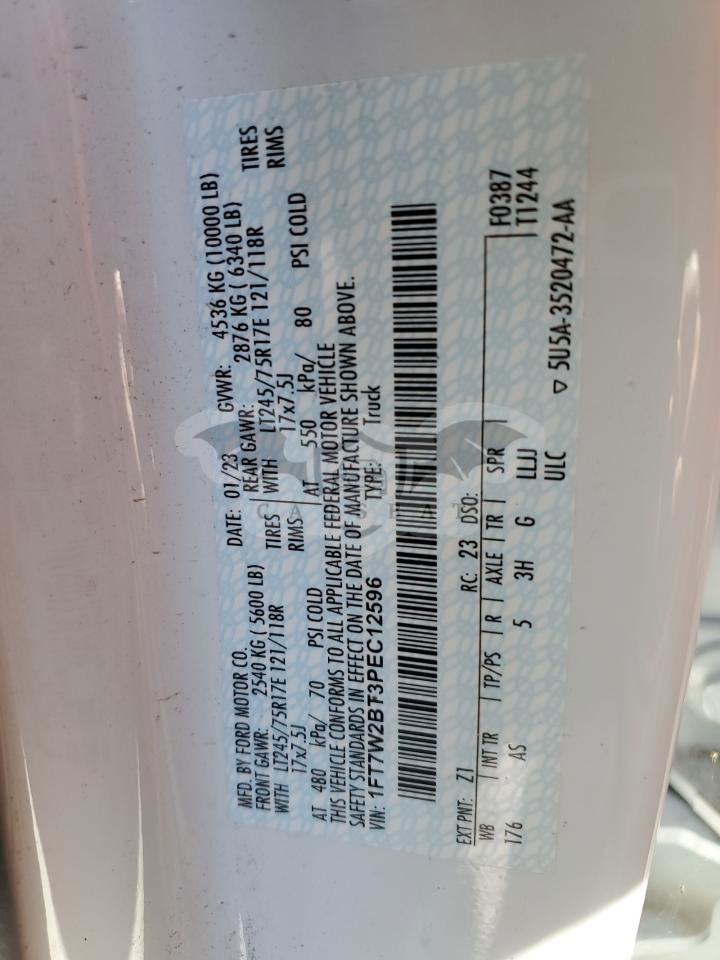 MFD. BY FORD MOTOR CO.
DATE: 01/23 GVWR: 4536 KG (10000 LB)
FRONT GAWR: 2540 KG ( 5600 LB) REAR GAWR: 2876 KG ( 6340 LB)
WITH LT245/75R17E 121/118R TIRES WITH LT245/75R17E 121/118R TIRES
17x7.5J RIMS 17x7.5J RIMS
AT 480 kPa/ 70 PSI COLD AT 550 kPa/ 80 PSI COLD
THIS VEHICLE CONFORMS TO ALL APPLICABLE FEDERAL MOTOR VEHICLE
SAFETY STANDARDS IN EFFECT ON THE DATE OF MANUFACTURE SHOWN ABOVE.
VIN: 1FT7W2BT3PEC12596 TYPE: Truck
EXT PNT: Z1 RC: 23 DSO: F0387
WB INT TR TP/PS R AXLE TR SPR T1244
176 AS 5 3H G LLJJ
ULC ▽ 5U5A-3520472-AA